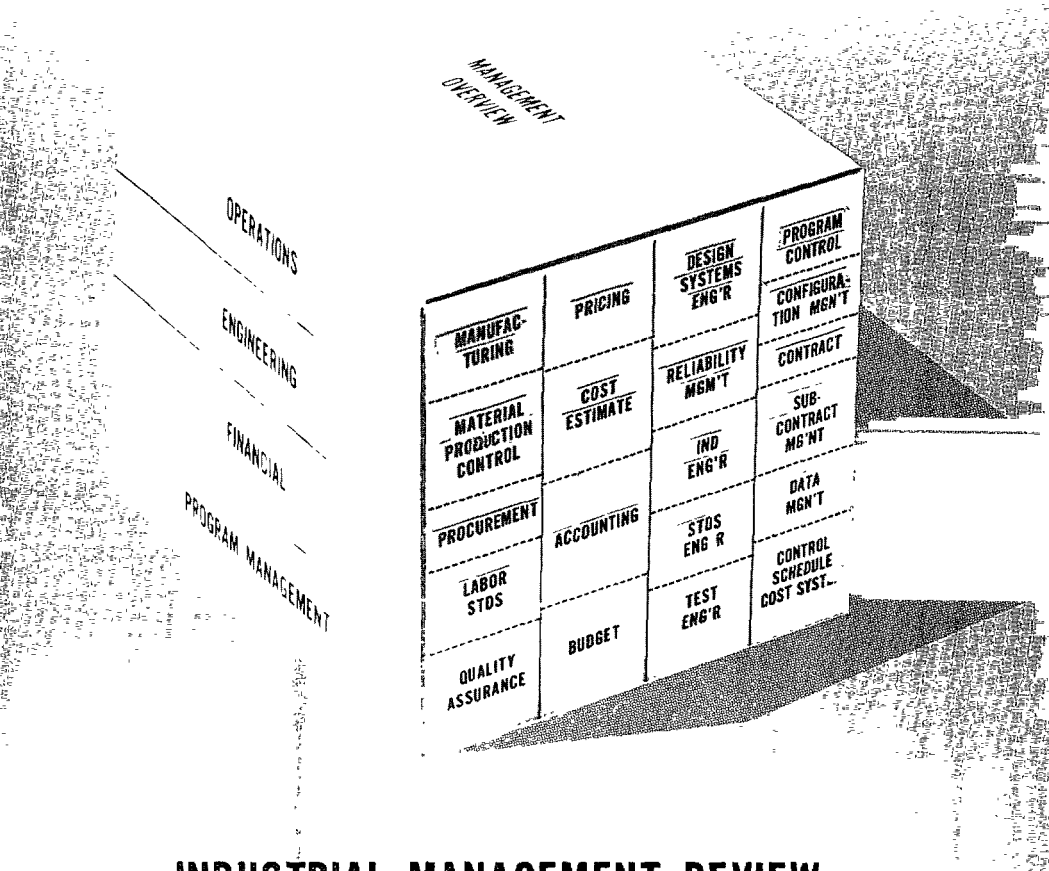 MANAGEMENT
OVERVIEW
OPERATIONS
ENGINEERING
FINANCIAL
PROGRAM MANAGEMENT
MANUFAC-
TURING
MATERIAL
PRODUCTION
CONTROL
PROCUREMENT
LABOR
STDS
QUALITY
ASSURANCE
PRICING
COST
ESTIMATE
ACCOUNTING
BUDGET
DESIGN
SYSTEMS
ENG'R
RELIABILITY
MGM'T
IND
ENG'R
STDS
ENG R
TEST
ENG'R
PROGRAM
CONTROL
CONFIGURA-
TION MGN'T
CONTRACT
SUB-
CONTRACT
MG'NT
DATA
MGN'T
CONTROL
SCHEDULE
COST
INDUSTRIAL MANAGEMENT REVIEW